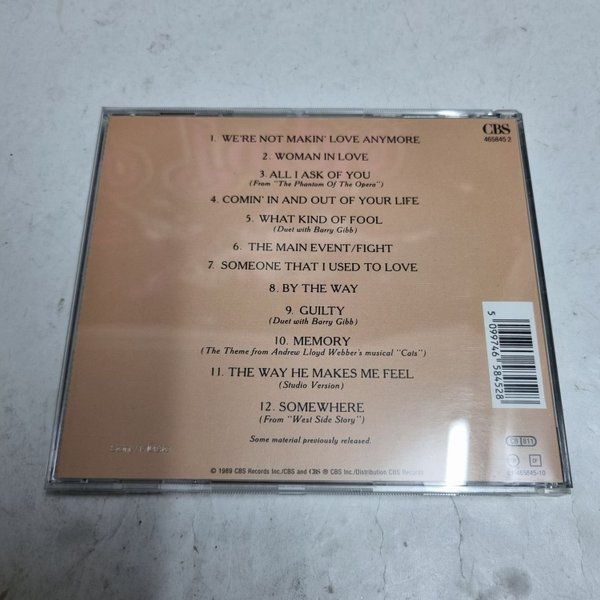 CBS
465845 2
1. WE'RE NOT MAKIN' LOVE ANYMORE
2. WOMAN IN LOVE
3. ALL I ASK OF YOU
(From "The Phantom Of The Opera")
4. COMIN' IN AND OUT OF YOUR LIFE
5. WHAT KIND OF FOOL
(Duet with Barry Gibb)
6. THE MAIN EVENT/FIGHT
7. SOMEONE THAT I USED TO LOVE
8. BY THE WAY
9. GUILTY
(Duet with Barry Gibb)
10. MEMORY
(The Theme from Andrew Lloyd Webber's musical "Cats")
11. THE WAY HE MAKES ME FEEL
(Studio Version)
12. SOMEWHERE
(From "West Side Story")
Some material previously released.
5 099746 584528
CB 811
© 1989 CBS Records Inc./CBS and CBS ® CBS Inc./Distribution CBS Records
465845-10